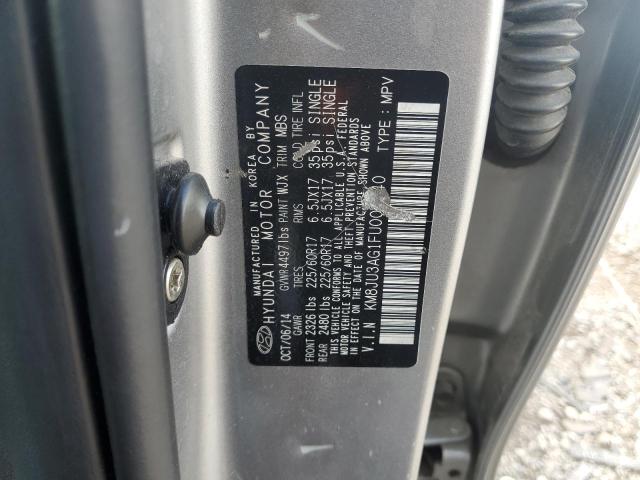 MANUFACTURED IN KOREA BY
HYUNDAI MOTOR COMPANY
OCT/06/14 GVWR 4497lbs PAINT WJX TRIM MBS
GAWR TIRES RIMS COLD TIRE INFL
FRONT 2326 lbs 225/60R17 6.5JX17 35psi SINGLE
REAR 2480 lbs 225/60R17 6.5JX17 35psi SINGLE
THIS VEHICLE CONFORMS TO ALL APPLICABLE U.S.A. FEDERAL
MOTOR VEHICLE SAFETY AND THEFT PREVENTION STANDARDS
IN EFFECT ON THE DATE OF MANUFACTURE SHOWN ABOVE
V.I.N TYPE : MPV